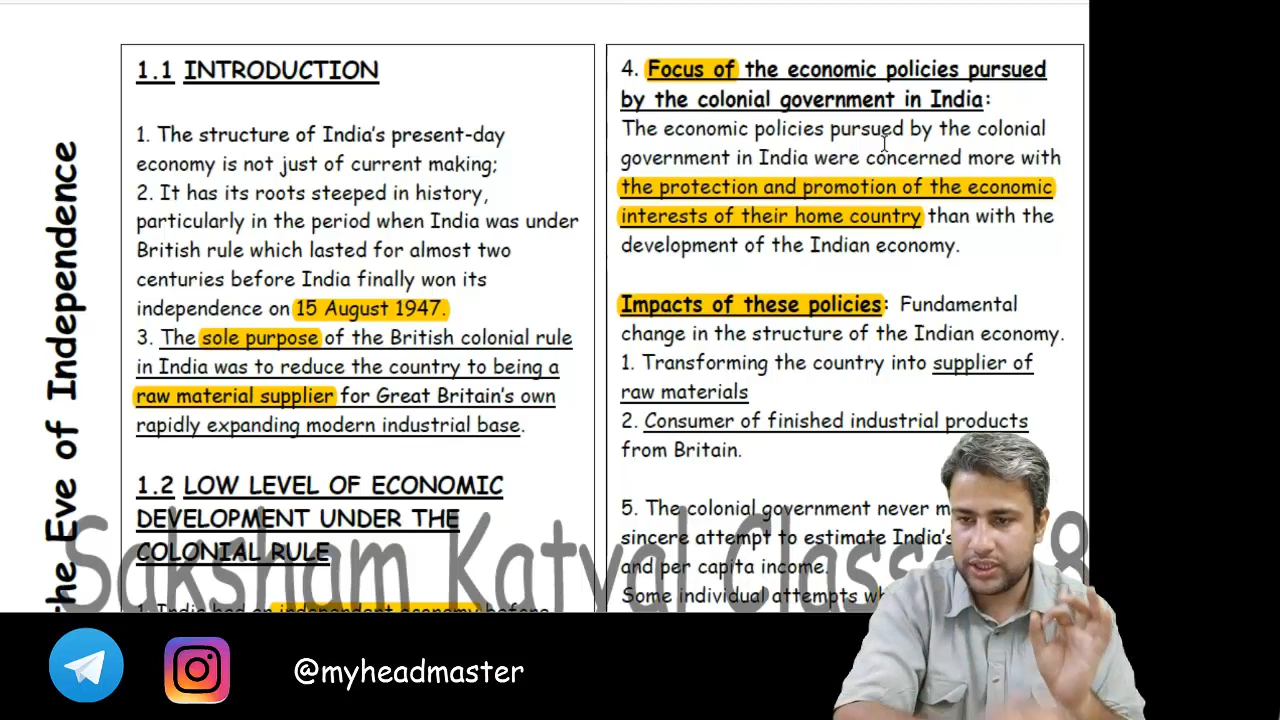 the Eve of Independence
1.1 INTRODUCTION
1. The structure of India's present-day
economy is not just of current making;
2. It has its roots steeped in history,
particularly in the period when India was under
British rule which lasted for almost two
centuries before India finally won its
independence on 15 August 1947.
3. The sole purpose of the British colonial rule
in India was to reduce the country to being a
raw material supplier for Great Britain's own
rapidly expanding modern industrial base.
1.2 LOW LEVEL OF ECONOMIC
DEVELOPMENT UNDER THE
COLONIAL RULE
1. India had an independent economy before
4. Focus of the economic policies pursued
by the colonial government in India:
The economic policies pursued by the colonial
government in India were concerned more with
the protection and promotion of the economic
interests of their home country than with the
development of the Indian economy.
Impacts of these policies: Fundamental
change in the structure of the Indian economy.
1. Transforming the country into supplier of
raw materials
2. Consumer of finished industrial products
from Britain.
5. The colonial government never m
sincere attempt to estimate India's
and per capita income.
Some individual attempts wh
Saksham Katyal Classes 8
@myheadmaster